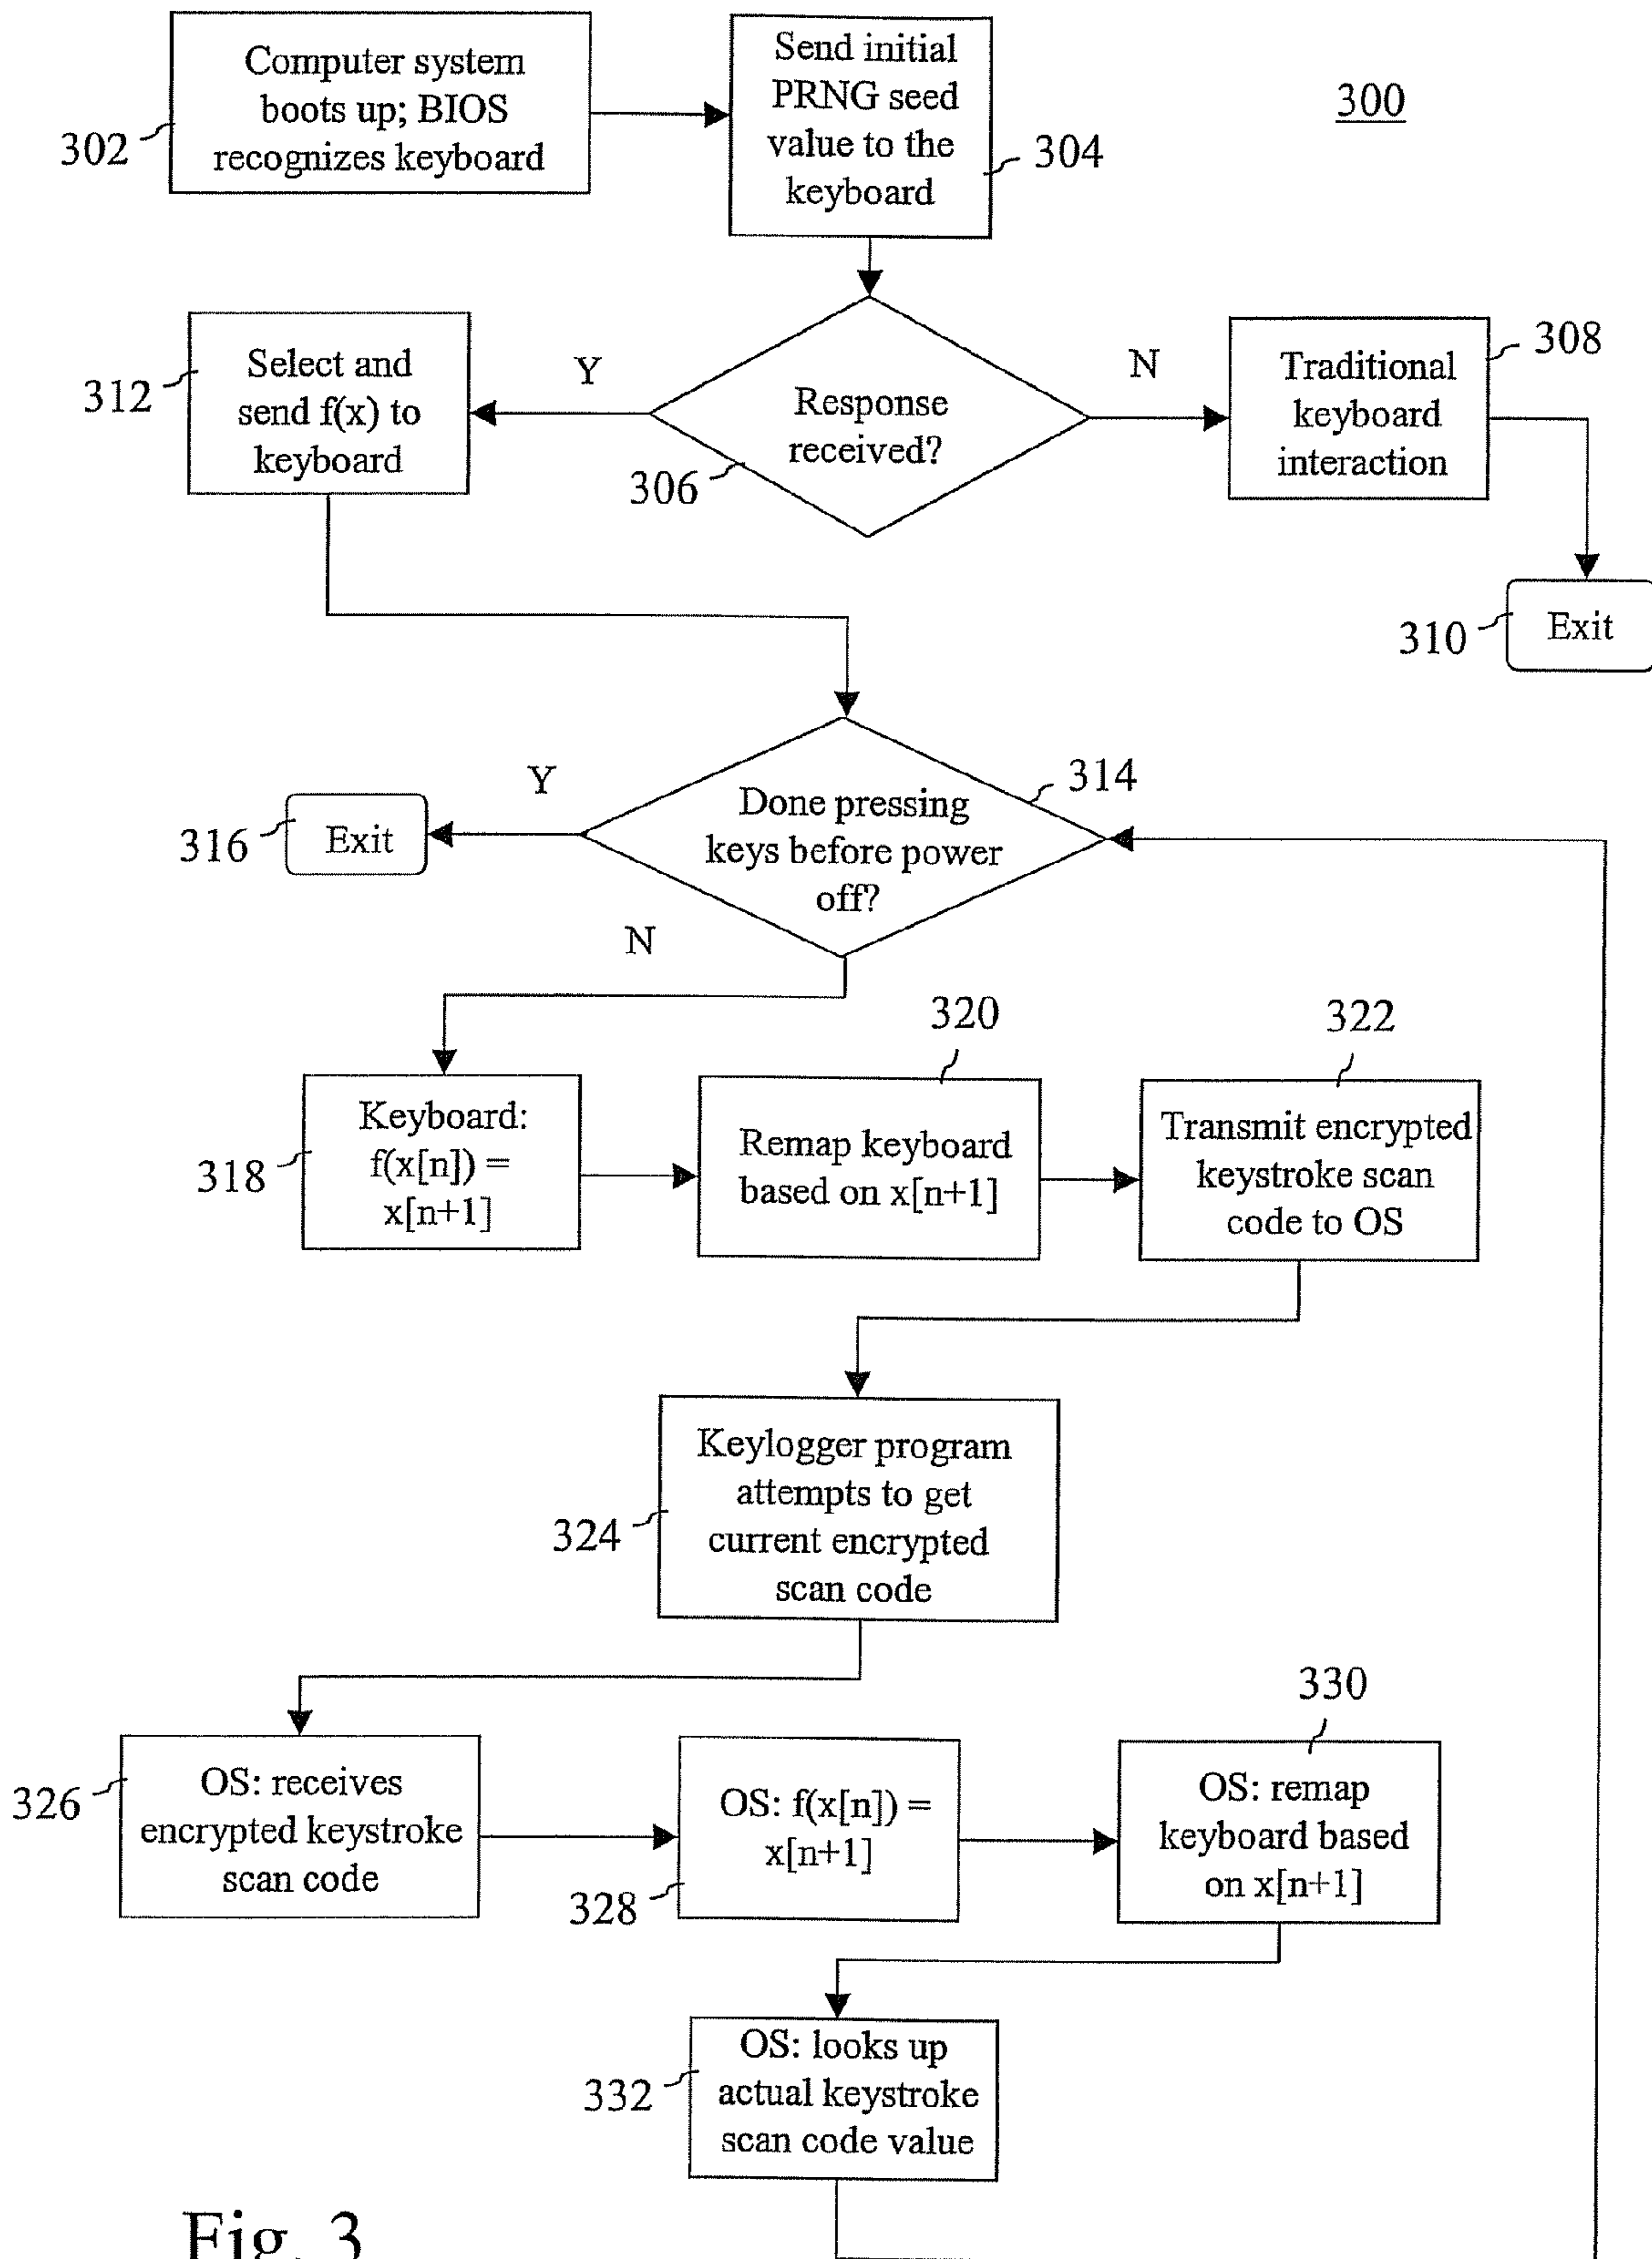 Computer system
boots up; BIOS
recognizes keyboard
302
Send initial
PRNG seed
value to the
keyboard
304
300
Select and
send f(x) to
keyboard
312
Y
Response
received?
306
N
Traditional
keyboard
interaction
308
Exit
310
Done pressing
keys before power
off?
314
Y
Exit
316
N
Keyboard:
f(x[n]) =
x[n+1]
318
320
Remap keyboard
based on x[n+1]
322
Transmit encrypted
keystroke scan
code to OS
Keylogger program
attempts to get
current encrypted
scan code
324
OS: receives
encrypted keystroke
scan code
326
OS: f(x[n]) =
x[n+1]
328
330
OS: remap
keyboard based
on x[n+1]
OS: looks up
actual keystroke
scan code value
332
Fig. 3